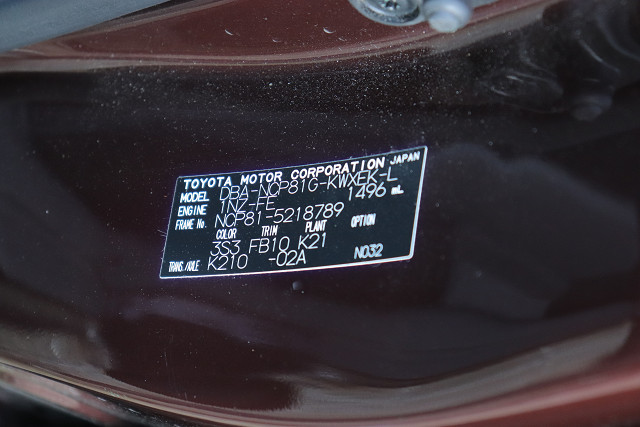 TOYOTA MOTOR CORPORATION JAPAN
MODEL DBA-NCP81G-KWXEK-L
ENGINE 1NZ-FE 1496 mL
FRAME No. NCP81-5218789
COLOR TRIM PLANT OPTION
3S3 FB10 K21
TRANS./AXLE K210 -02A N032